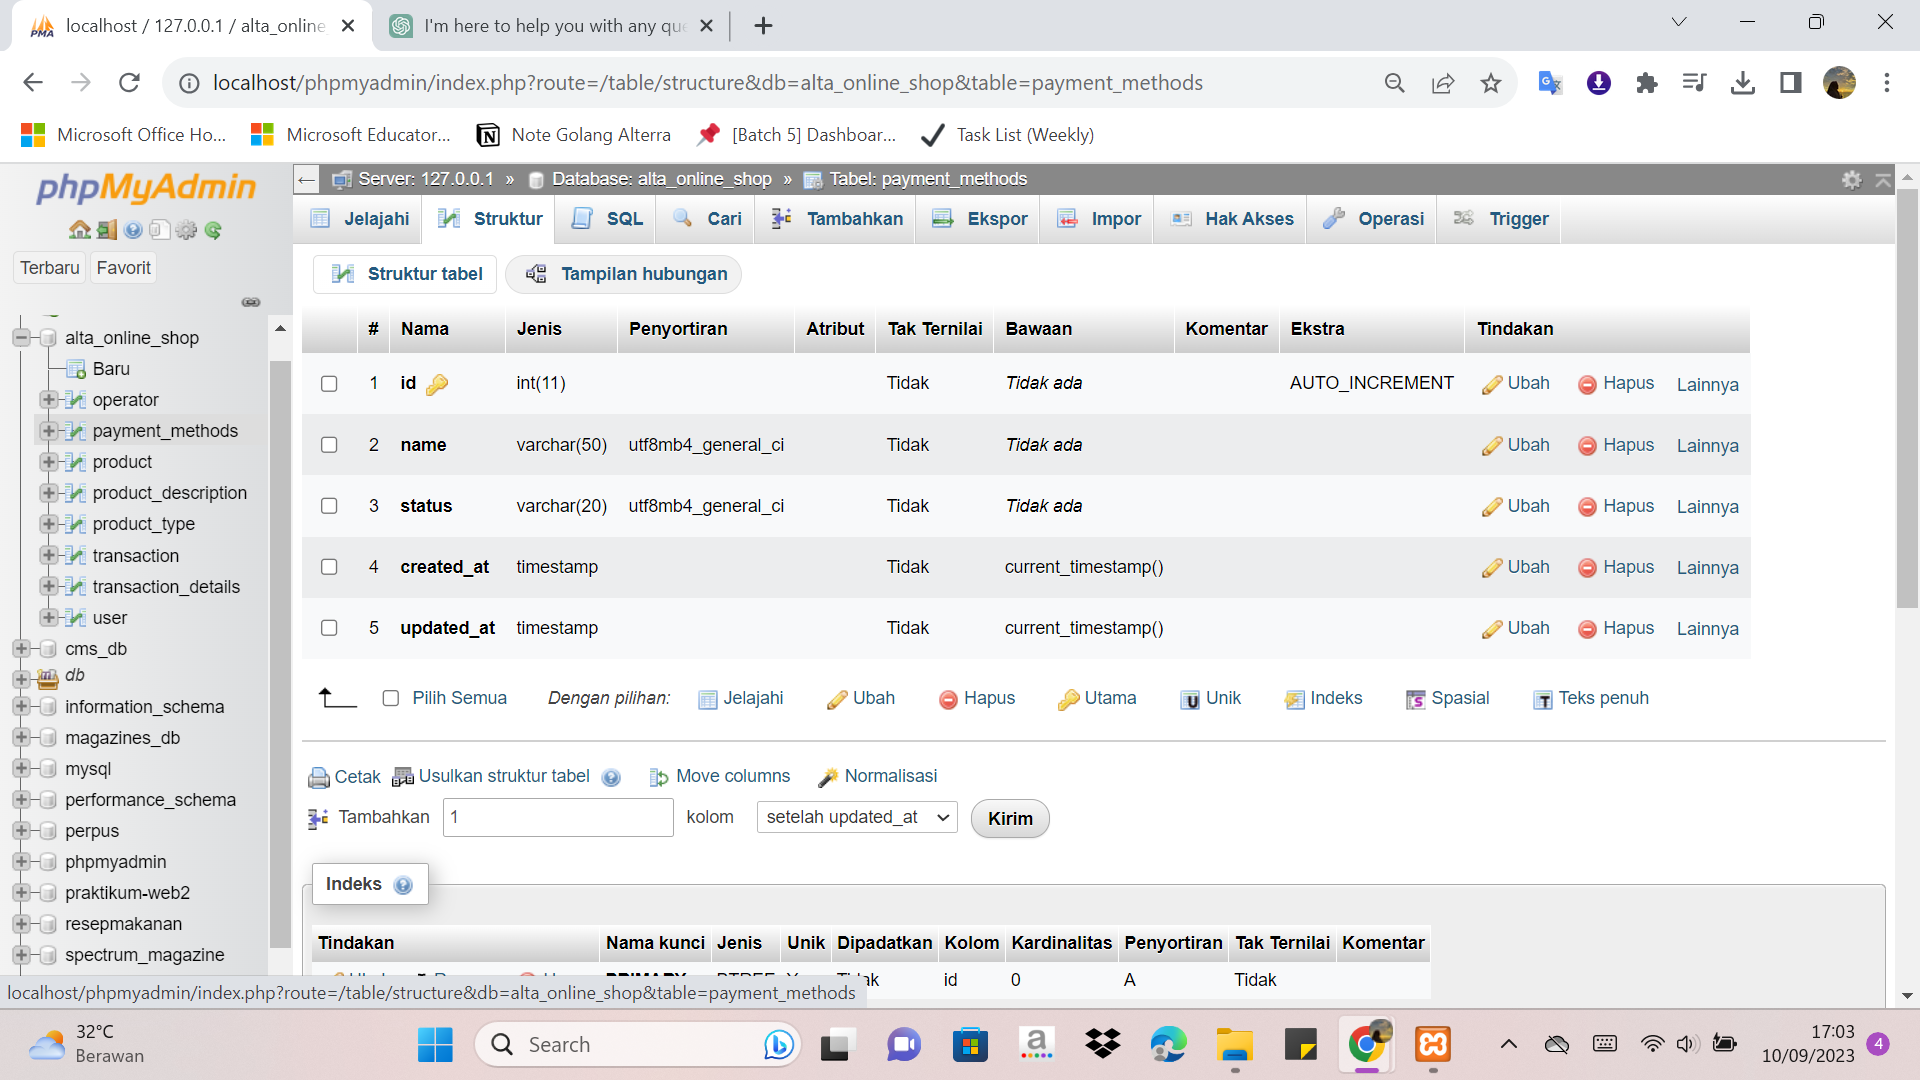 localhost / 127.0.0.1 / alta_online
I'm here to help you with any que
localhost/phpmyadmin/index.php?route=/table/structure&db=alta_online_shop&table=payment_methods
Microsoft Office Ho...
Microsoft Educator...
Note Golang Alterra
[Batch 5] Dashboar...
Task List (Weekly)
phpMyAdmin
Terbaru
Favorit
alta_online_shop
Baru
operator
payment_methods
product
product_description
product_type
transaction
transaction_details
user
cms_db
db
information_schema
magazines_db
mysql
performance_schema
perpus
phpmyadmin
praktikum-web2
resepmakanan
spectrum_magazine
Server: 127.0.0.1 » Database: alta_online_shop » Tabel: payment_methods
Jelajahi Struktur SQL Cari Tambahkan Ekspor Impor Hak Akses Operasi Trigger
Struktur tabel Tampilan hubungan
# Nama Jenis Penyortiran Atribut Tak Ternilai Bawaan Komentar Ekstra Tindakan
1 id int(11) Tidak Tidak ada AUTO_INCREMENT Ubah Hapus Lainnya
2 name varchar(50) utf8mb4_general_ci Tidak Tidak ada Ubah Hapus Lainnya
3 status varchar(20) utf8mb4_general_ci Tidak Tidak ada Ubah Hapus Lainnya
4 created_at timestamp Tidak current_timestamp() Ubah Hapus Lainnya
5 updated_at timestamp Tidak current_timestamp() Ubah Hapus Lainnya
Pilih Semua Dengan pilihan: Jelajahi Ubah Hapus Utama Unik Indeks Spasial Teks penuh
Cetak Usulkan struktur tabel Move columns Normalisasi
Tambahkan 1 kolom setelah updated_at Kirim
Indeks
Tindakan Nama kunci Jenis Unik Dipadatkan Kolom Kardinalitas Penyortiran Tak Ternilai Komentar
PRIMARY BTREE id 0 A Tidak
localhost/phpmyadmin/index.php?route=/table/structure&db=alta_online_shop&table=payment_methods
32°C
Berawan
Search
17:03
10/09/2023
4